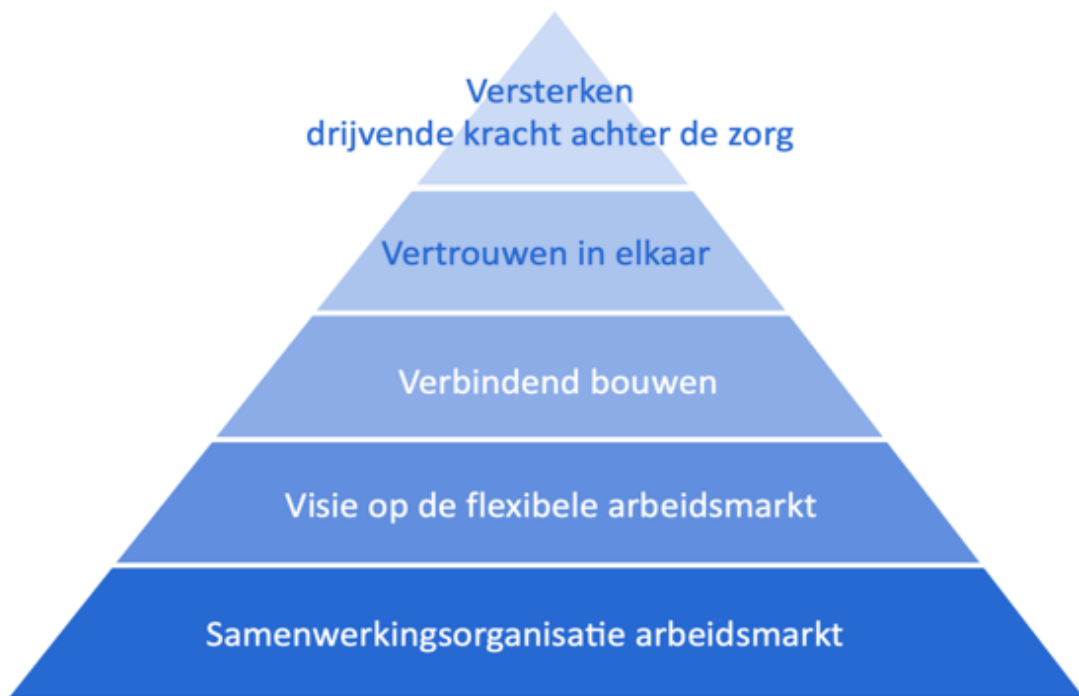 Versterken
drijvende kracht achter de zorg
Vertrouwen in elkaar
Verbindend bouwen
Visie op de flexibele arbeidsmarkt
Samenwerkingsorganisatie arbeidsmarkt